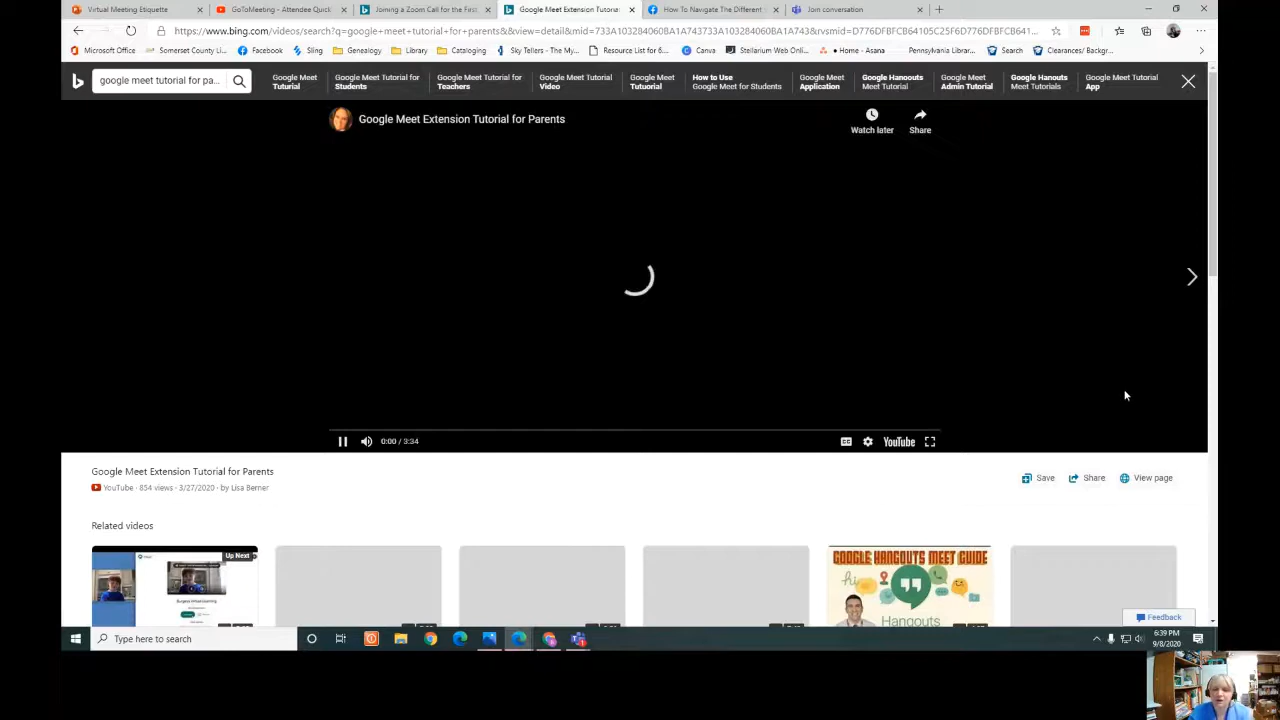 Virtual Meeting Etiquette
GoToMeeting - Attendee Quick
Joining a Zoom Call for the First
Google Meet Extension Tutorial
How To Navigate The Different
Join conversation
https://www.bing.com/videos/search?q=google+meet+tutorial+for+parents&&view=detail&mid=733A103284060BA1A743733A103284060BA1A743&rvsmid=D776DFBFCB64105C25F6D776DFBFCB641...
Microsoft Office
Somerset County Li...
Facebook
Sling
Genealogy
Library
Cataloging
Sky Tellers - The My...
Resource List for 6...
Canva
Stellarium Web Onli...
Home - Asana
Pennsylvania Librar...
Search
Clearances/Backgr...
google meet tutorial for pa...
Google Meet
Tutorial
Google Meet Tutorial for
Students
Google Meet Tutorial for
Teachers
Google Meet Tutorial
Video
Google Meet
Tutuorial
How to Use
Google Meet for Students
Google Meet
Application
Google Hangouts
Meet Tutorial
Google Meet
Admin Tutorial
Google Hangouts
Meet Tutorials
Google Meet Tutorial
App
Google Meet Extension Tutorial for Parents
Watch later
Share
0:00 / 3:34
YouTube
Google Meet Extension Tutorial for Parents
YouTube · 854 views · 3/27/2020 · by Lisa Berner
Save
Share
View page
Related videos
Up Next
Burgess Virtual Learning
GOOGLE HANGOUTS MEET GUIDE
hi
Hangouts
Feedback
Type here to search
6:39 PM
9/8/2020